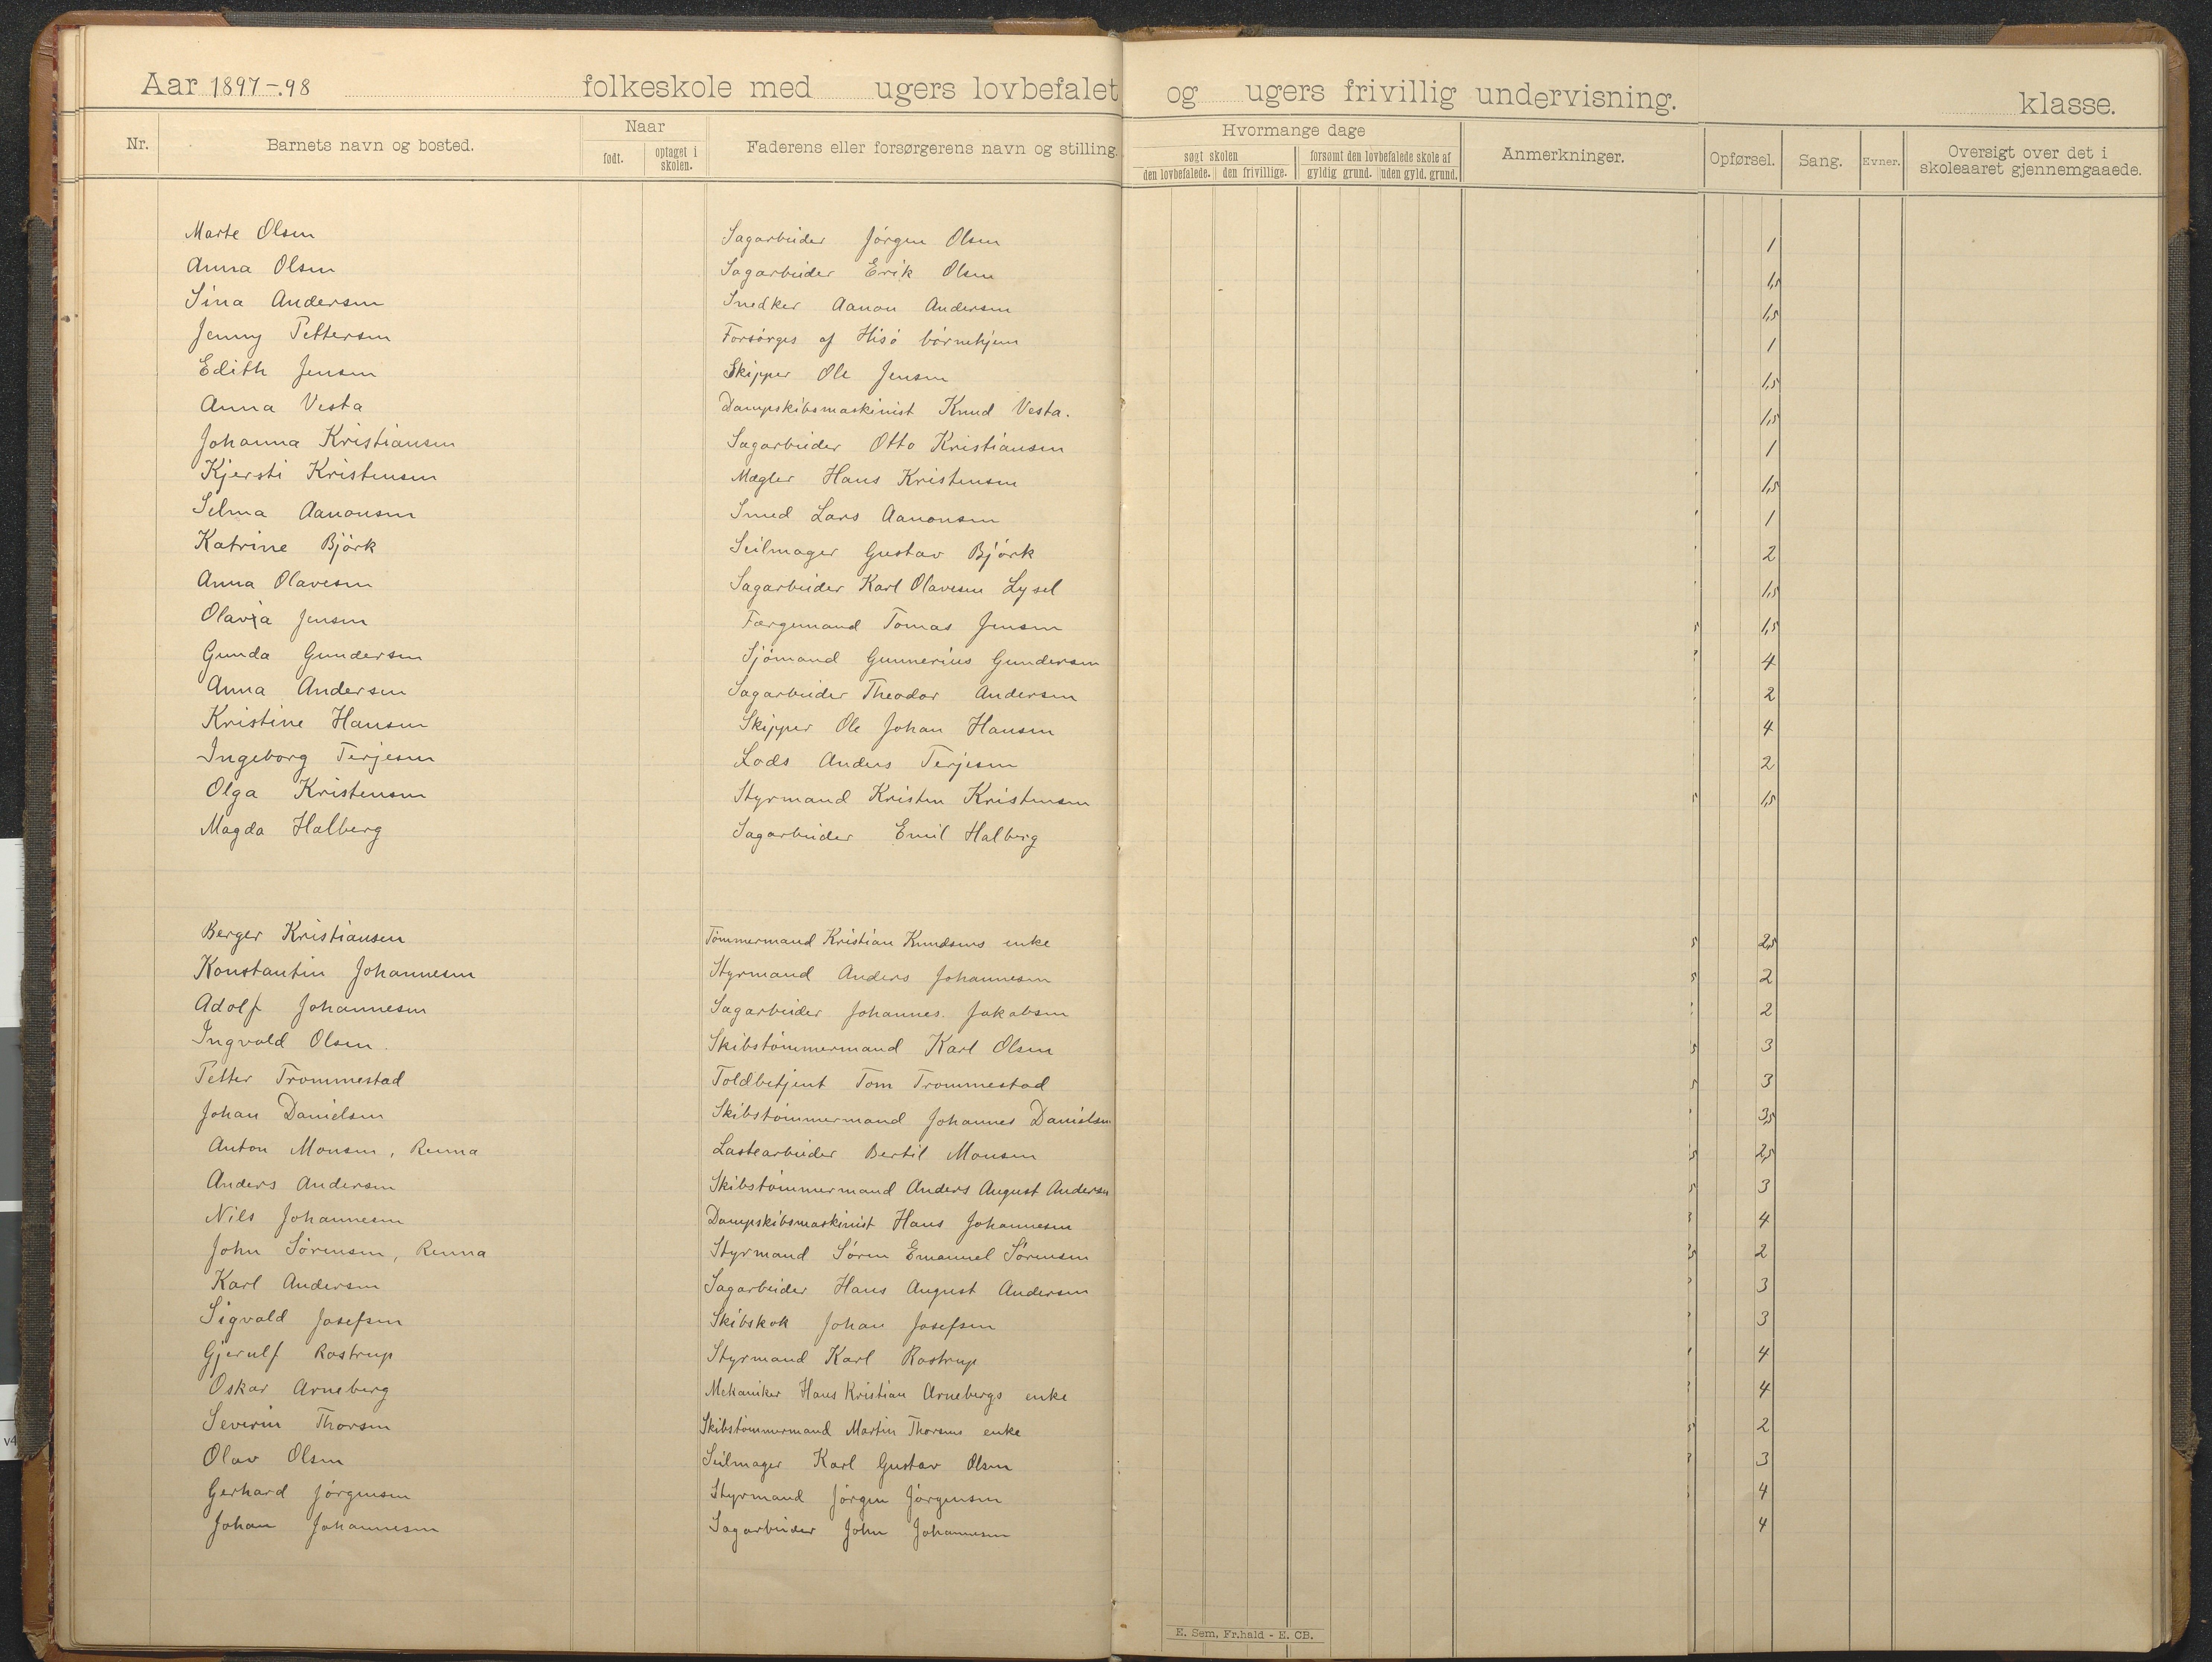 Aar 1897-98 folkeskole med ugers lovbefalet og ugers frivillig undervisning. klasse.
Nr. Barnets navn og bosted. Naar født. optaget i skolen. Faderens eller forsørgerens navn og stilling. Hvormange dage søgt skolen den lovbefalede. den frivillige. forsømt den lovbefalede skole af gyldig grund. uden gyld. grund. Anmerkninger. Opførsel. Sang. Evner. Oversigt over det i skoleaaret gjennemgaaede.
Marte Olsen Sagarbeider Jörgen Olsen 1
Anna Olsen Sagarbeider Erik Olsen 1,5
Sina Andersen Snedker Aanon Andersen 1,5
Jenny Pettersen Forsörges af Hisö börnehjem 1
Edith Jensen Skipper Ole Jensen 1,5
Anna Vesta Dampskibsmaskinist Knud Vesta. 1,5
Johanna Kristiansen Sagarbeider Otto Kristiansen 1
Kjersti Kristensen Mægler Hans Kristensen 1,5
Selma Aanonsen Smed Lars Aanonsen 1
Katrine Björk Seilmager Gustav Björk 2
Anna Olavesen Sagarbeider Karl Olavesen Lysel 1,5
Olavia Jensen Færgemand Tomas Jensen 1,5
Gunda Gundersen Sjömand Gunnerius Gundersen 4
Anna Andersen Sagarbeider Theodor Andersen 2
Kristine Hansen Skipper Ole Johan Hansen 4
Ingeborg Terjesen Lods Anders Terjesen 2
Olga Kristensen Styrmand Kristen Kristensen 1,5
Magda Halberg Sagarbeider Emil Halberg
Berger Kristiansen Tömmermand Kristian Knudsens enke 2,5
Konstantin Johannesen Styrmand Anders Johannesen 2
Adolf Johannesen Sagarbeider Johannes. Jakobsen 2
Ingvald Olsen. Skibstömmermand Karl Olsen 3
Petter Trommestad Toldbetjent Tom Trommestad 3
Johan Danielsen Skibstömmermand Johannes Danielsen 3,5
Anton Monsen, Renna Lastearbeider Bertil Monsen 2,5
Anders Andersen Skibstömmermand Anders August Andersen 3
Nils Johannesen Dampskibsmaskinist Hans Johannesen 4
John Sörensen, Renna Styrmand Sören Emanuel Sörensen 2
Karl Andersen Sagarbeider Hans August Andersen 3
Sigvald Josefsen Skibskok Johan Josefsen 3
Gjerulf Rostrup Styrmand Karl Rostrup 4
Oskar Arneberg Mekaniker Hans Kristian Arnebergs enke 4
Severin Thorsen Skibstömmermand Martin Thorsens enke 2
Olav Olsen Seilmager Karl Gustav Olsen 3
Gerhard Jörgensen Styrmand Jörgen Jörgensen 4
Johan Johannesen Sagarbeider John Johannesen 4
E. Sem, Fr.hald - E. CB.